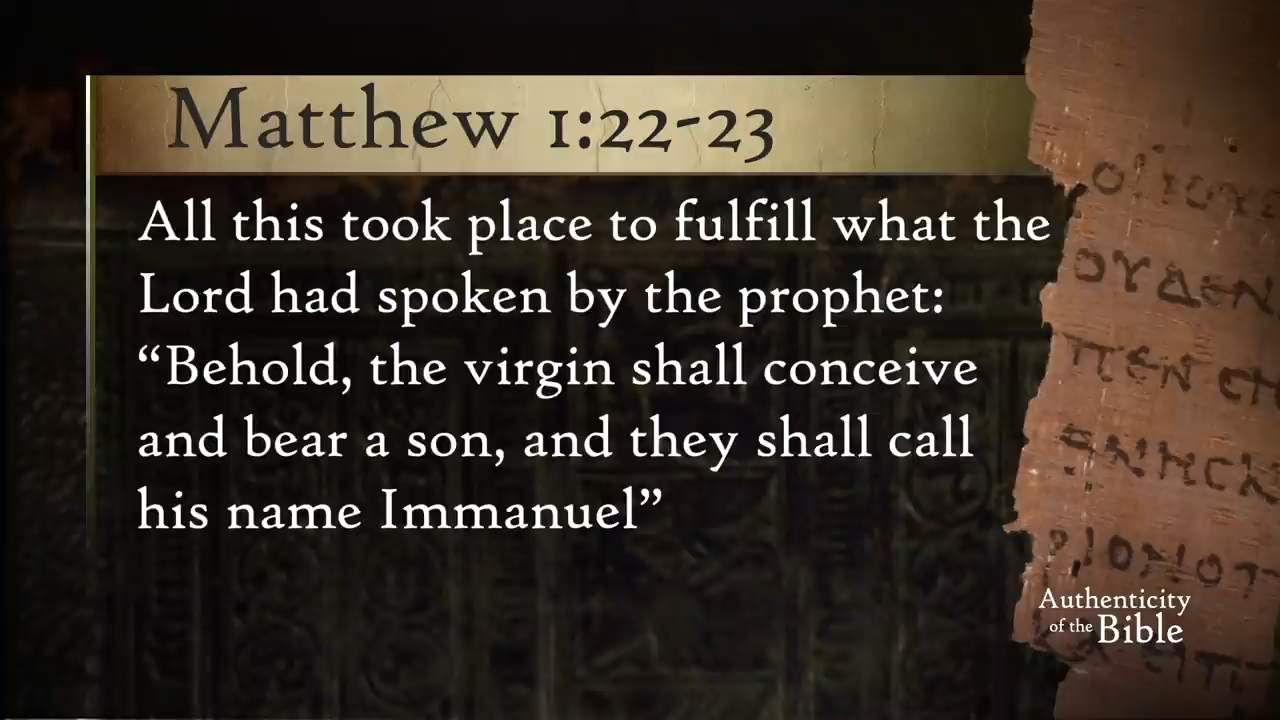 Matthew 1:22-23
All this took place to fulfill what the
Lord had spoken by the prophet:
“Behold, the virgin shall conceive
and bear a son, and they shall call
his name Immanuel”
ΟΥΔΕΝ
Authenticity
of the Bible